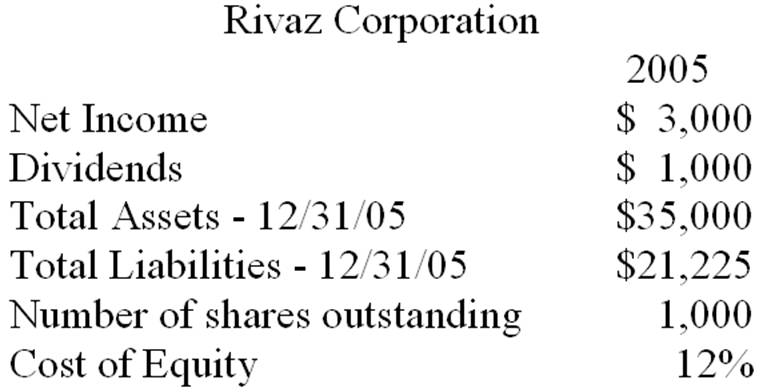 Rivaz Corporation
2005
Net Income $ 3,000
Dividends $ 1,000
Total Assets - 12/31/05 $35,000
Total Liabilities - 12/31/05 $21,225
Number of shares outstanding 1,000
Cost of Equity 12%